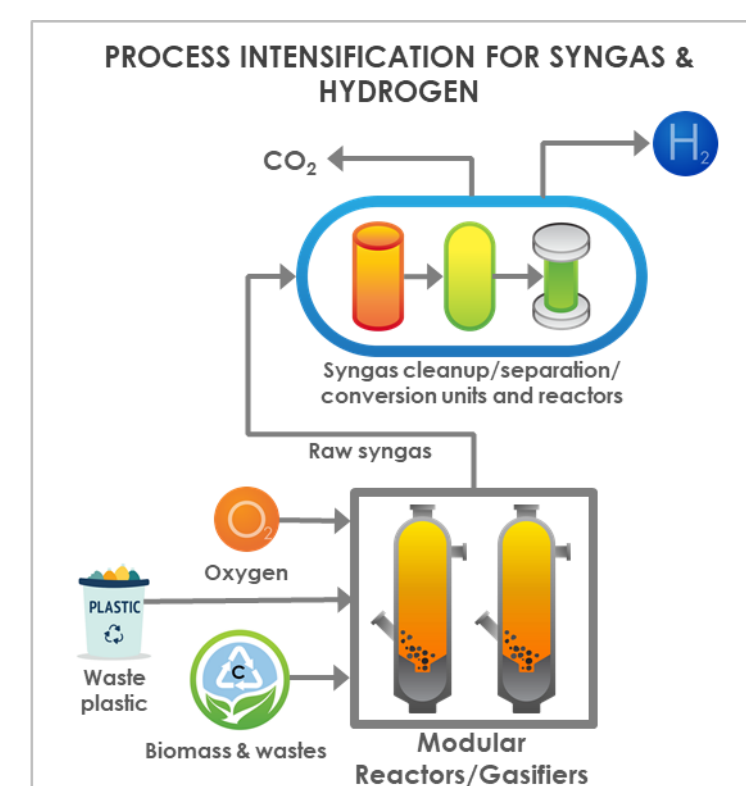 PROCESS INTENSIFICATION FOR SYNGAS &
HYDROGEN
CO₂
H₂
Syngas cleanup/separation/
conversion units and reactors
Raw syngas
O₂
Oxygen
PLASTIC
Waste
plastic
C
Biomass & wastes
Modular
Reactors/Gasifiers